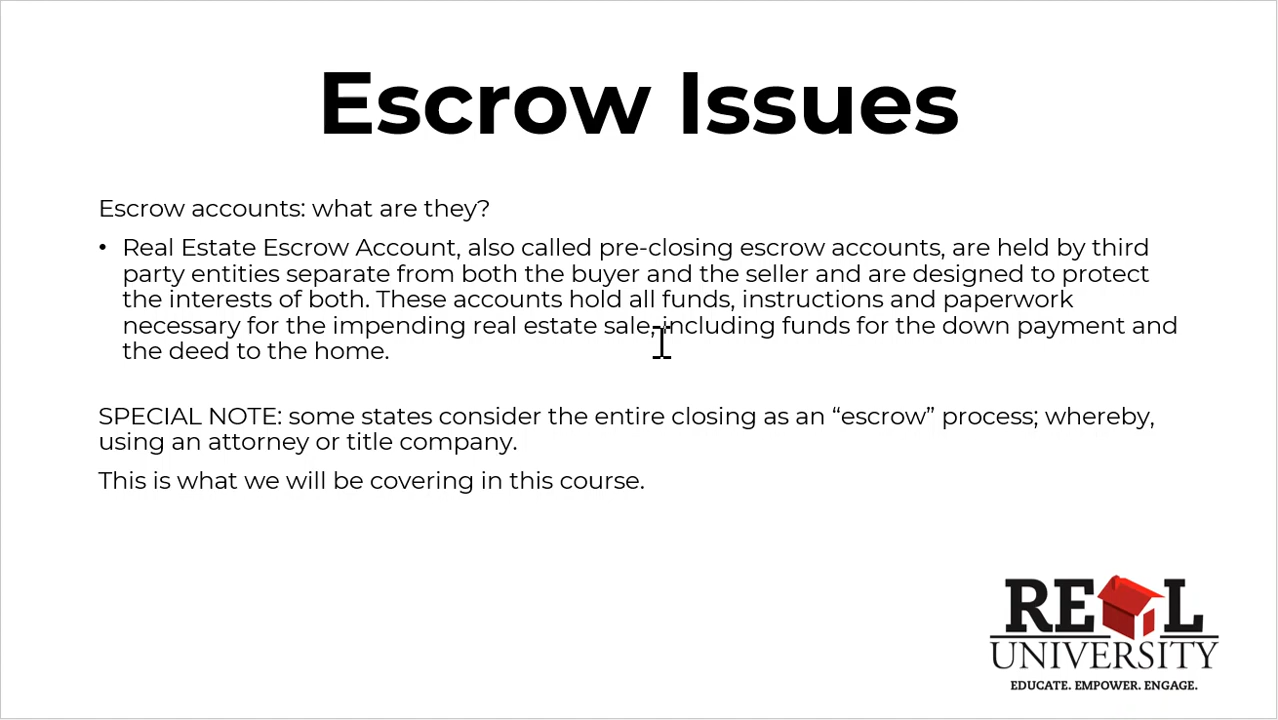 Escrow Issues
Escrow accounts: what are they?
• Real Estate Escrow Account, also called pre-closing escrow accounts, are held by third
party entities separate from both the buyer and the seller and are designed to protect
the interests of both. These accounts hold all funds, instructions and paperwork
necessary for the impending real estate sale, including funds for the down payment and
the deed to the home.
SPECIAL NOTE: some states consider the entire closing as an “escrow” process; whereby,
using an attorney or title company.
This is what we will be covering in this course.
REAL
UNIVERSITY
EDUCATE. EMPOWER. ENGAGE.